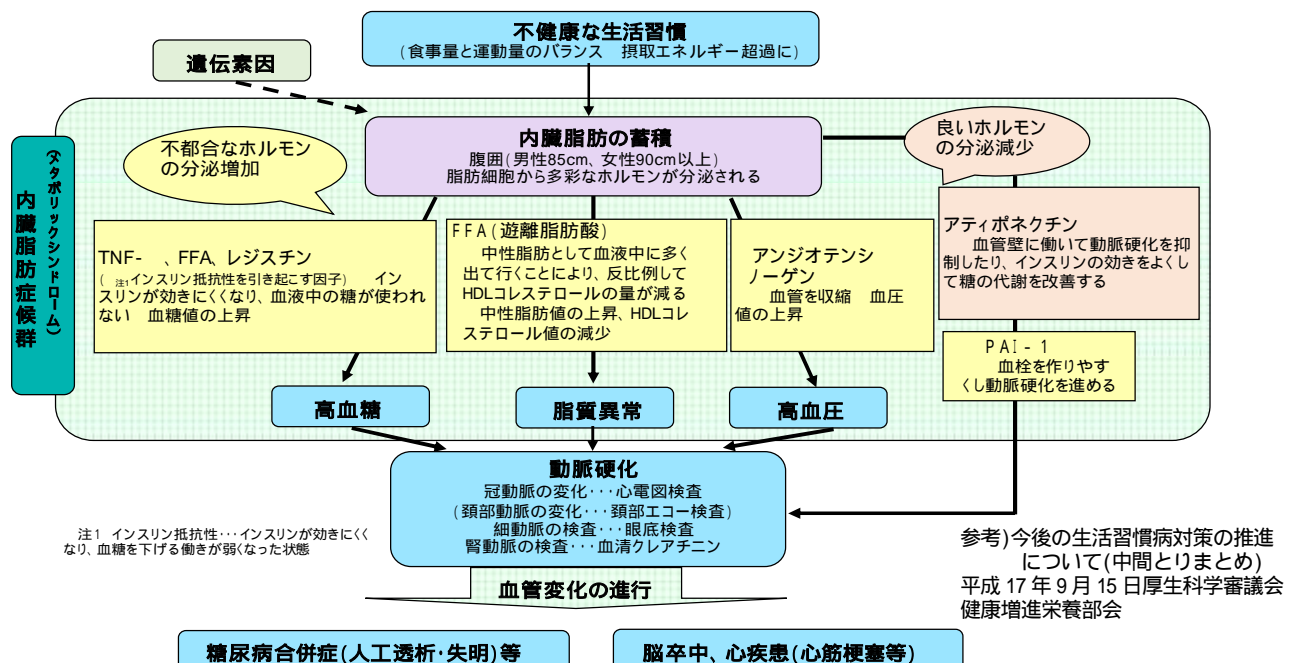 不健康な生活習慣
(食事量と運動量のバランス　摂取エネルギー超過に)
遺伝素因
内臓脂肪症候群
(メタボリックシンドローム)
不都合なホルモン
の分泌増加
内臓脂肪の蓄積
腹囲(男性85cm、女性90cm以上)
脂肪細胞から多彩なホルモンが分泌される
良いホルモン
の分泌減少
TNF-　、FFA、レジスチン
(　注1インスリン抵抗性を引き起こす因子)　イン
スリンが効きにくくなり、血液中の糖が使われ
ない　血糖値の上昇
FFA(遊離脂肪酸)
中性脂肪として血液中に多く
出て行くことにより、反比例して
HDLコレステロールの量が減る
中性脂肪値の上昇、HDLコレ
ステロール値の減少
アンジオテンシ
ノーゲン
血管を収縮　血圧
値の上昇
アティポネクチン
血管壁に働いて動脈硬化を抑
制したり、インスリンの効きをよくし
て糖の代謝を改善する
PAI-1
血栓を作りやす
くし動脈硬化を進める
高血糖
脂質異常
高血圧
動脈硬化
冠動脈の変化・・・心電図検査
(頚部動脈の変化・・・頚部エコー検査)
細動脈の検査・・・眼底検査
腎動脈の検査・・・血清クレアチニン
注1　インスリン抵抗性・・・インスリンが効きにくく
なり、血糖を下げる働きが弱くなった状態
参考)今後の生活習慣病対策の推進
について(中間とりまとめ)
平成17年9月15日厚生科学審議会
健康増進栄養部会
血管変化の進行
糖尿病合併症(人工透析・失明)等
脳卒中、心疾患(心筋梗塞等)